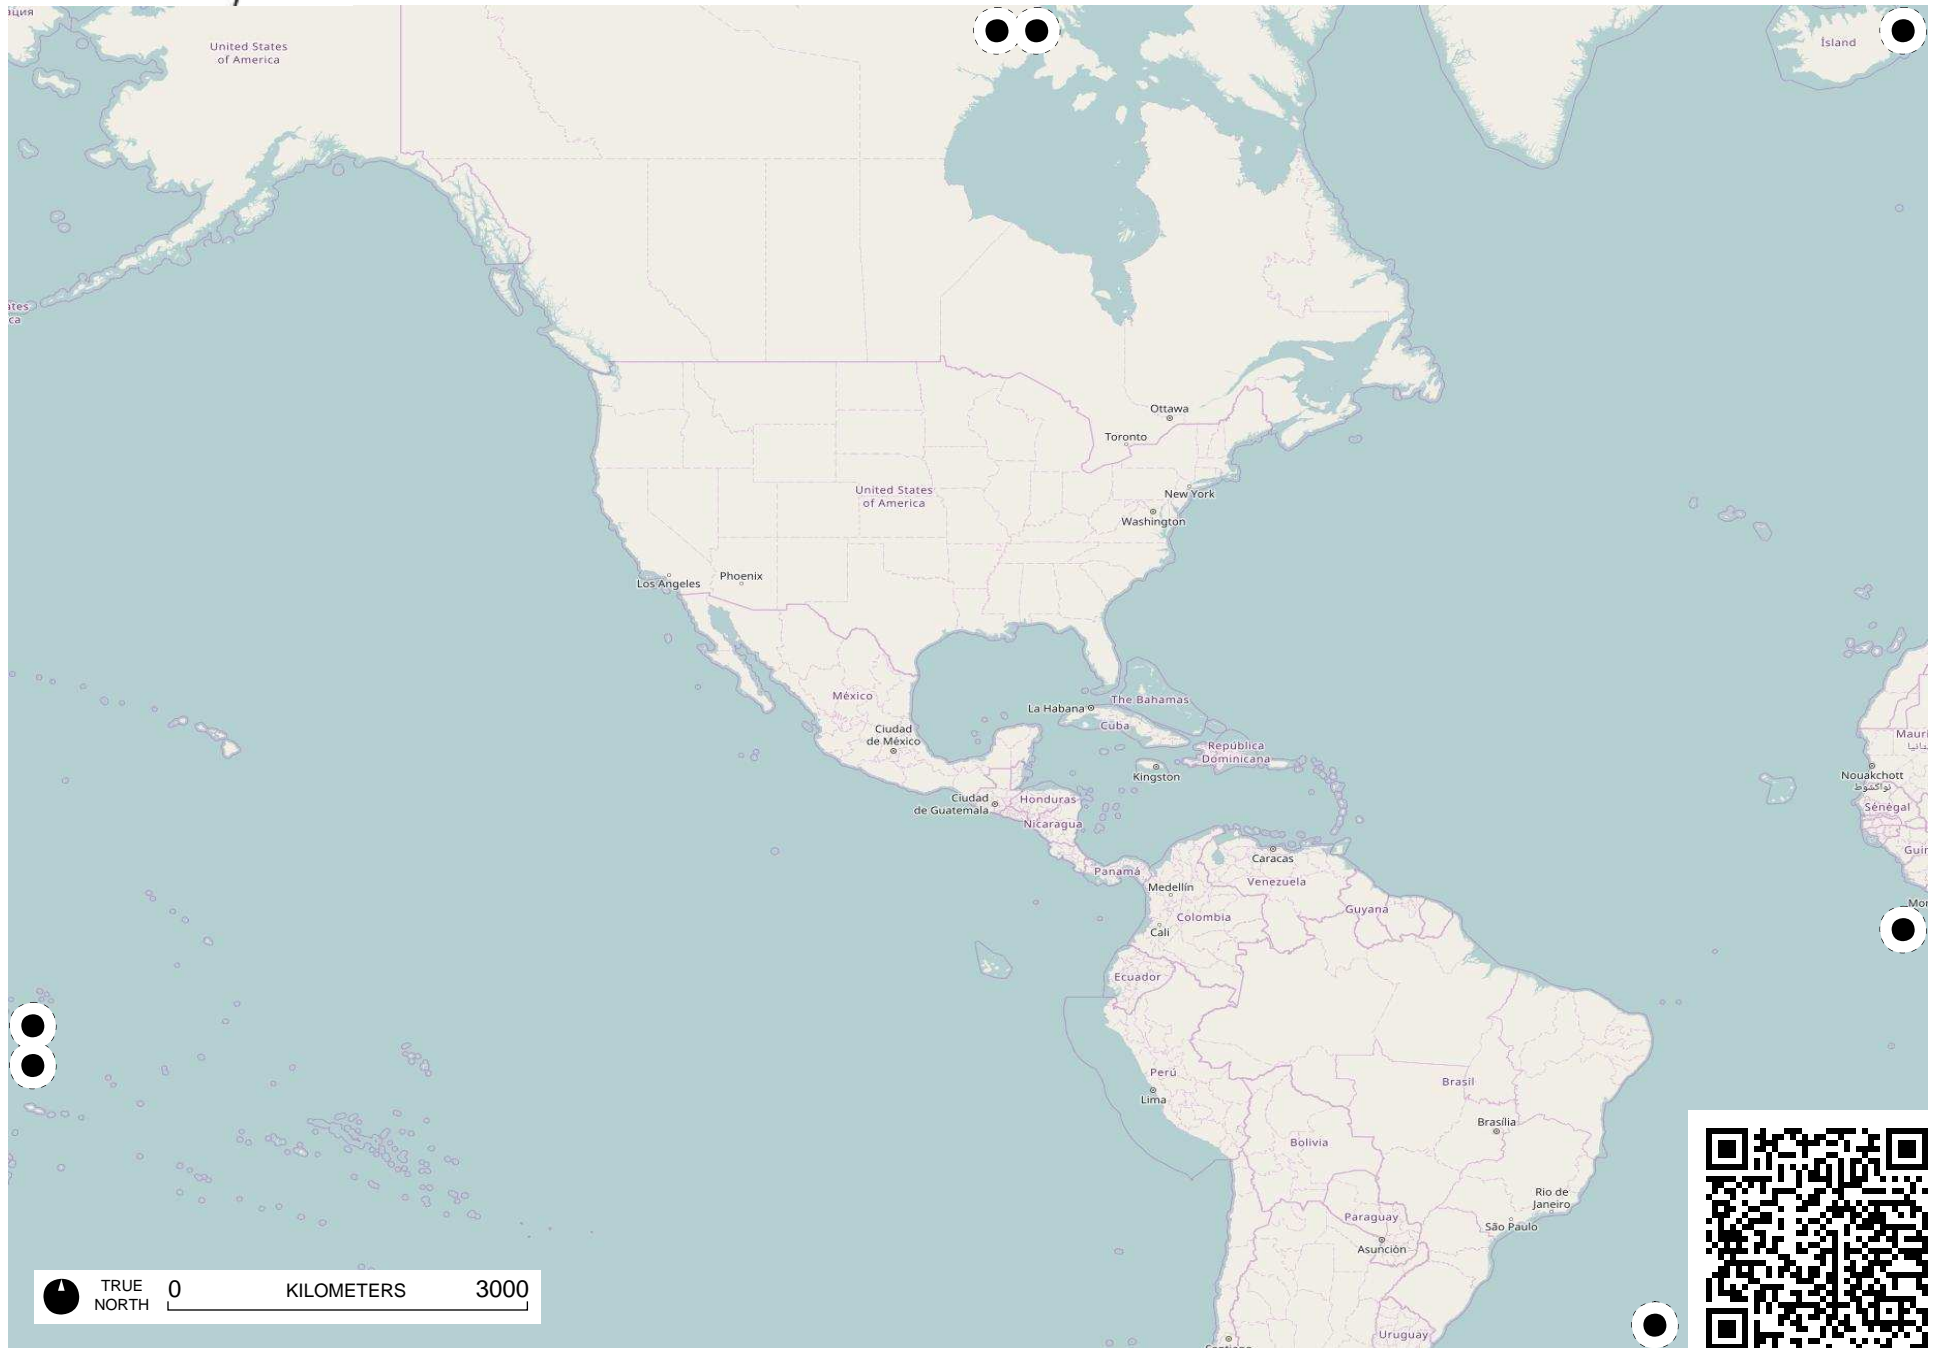 United States
of America
Ísland
Ottawa
Toronto
New York
Washington
United States
of America
Los Angeles
Phoenix
México
Ciudad
de México
La Habana
The Bahamas
Cuba
República
Dominicana
Kingston
Ciudad
de Guatemala
Honduras
Nicaragua
Nouakchott
نواكشوط
Sénégal
Panamá
Caracas
Venezuela
Medellín
Colombia
Guyana
Cali
Ecuador
Perú
Lima
Brasil
Brasília
Bolivia
Rio de
Janeiro
São Paulo
Paraguay
Asunción
Uruguay
TRUE
NORTH
0 KILOMETERS 3000